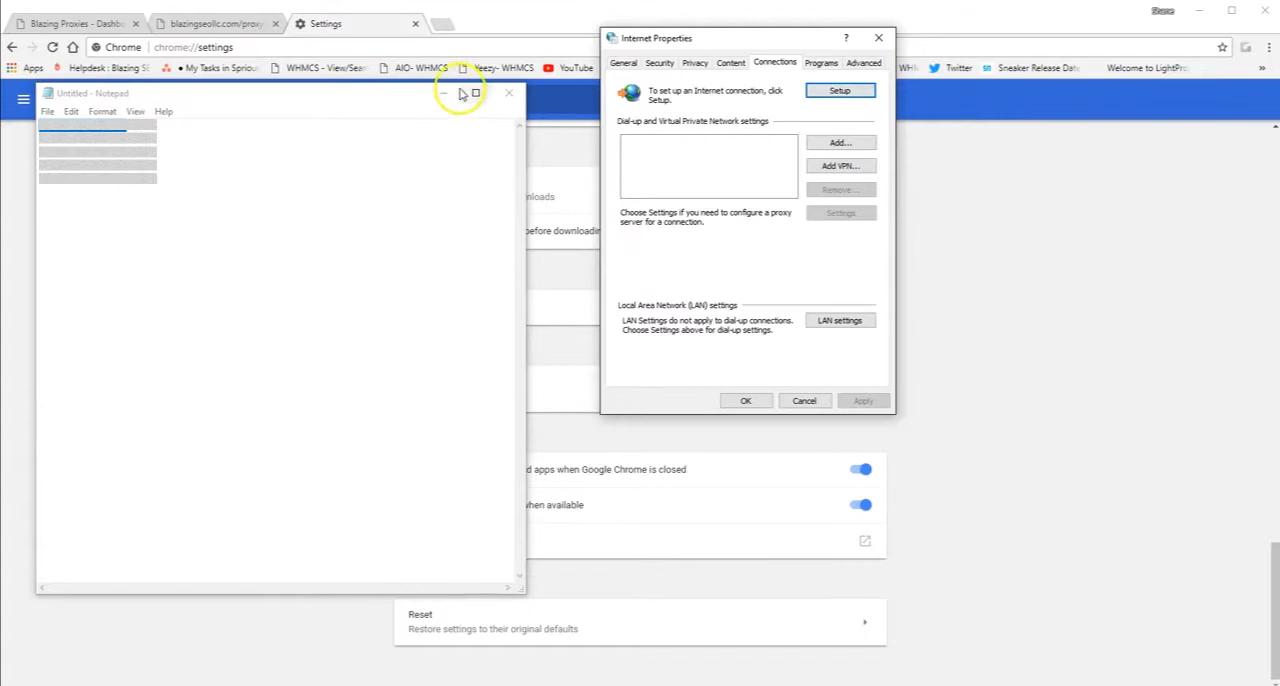 Share
Blazing Proxies - Dashb
blazingseollc.com/proxy
Settings
Chrome
chrome://settings
Apps
Helpdesk : Blazing SE
My Tasks in Spriou
WHMCS - View/Sear
AIO- WHMCS
Yeezy- WHMCS
YouTube
WHM
Twitter
Sneaker Release Date
Welcome to LightPro
»
Untitled - Notepad
File Edit Format View Help
nloads
before downloadin
d apps when Google Chrome is closed
when available
Reset
Restore settings to their original defaults
Internet Properties
?
General Security Privacy Content Connections Programs Advanced
To set up an Internet connection, click
Setup.
Setup
Dial-up and Virtual Private Network settings
Add...
Add VPN...
Remove...
Choose Settings if you need to configure a proxy
server for a connection.
Settings
Local Area Network (LAN) settings
LAN Settings do not apply to dial-up connections.
Choose Settings above for dial-up settings.
LAN settings
OK Cancel Apply